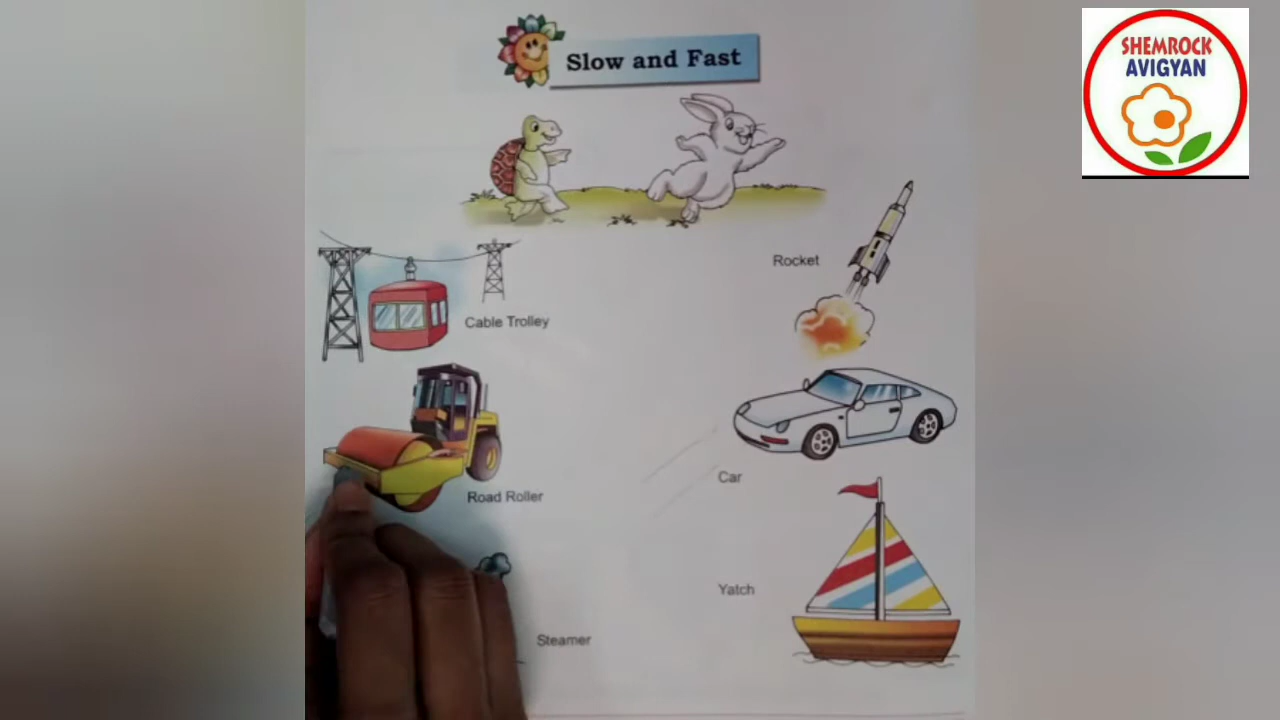 SHEMROCK
AVIGYAN
Slow and Fast
Rocket
Cable Trolley
Car
Road Roller
Yatch
Steamer